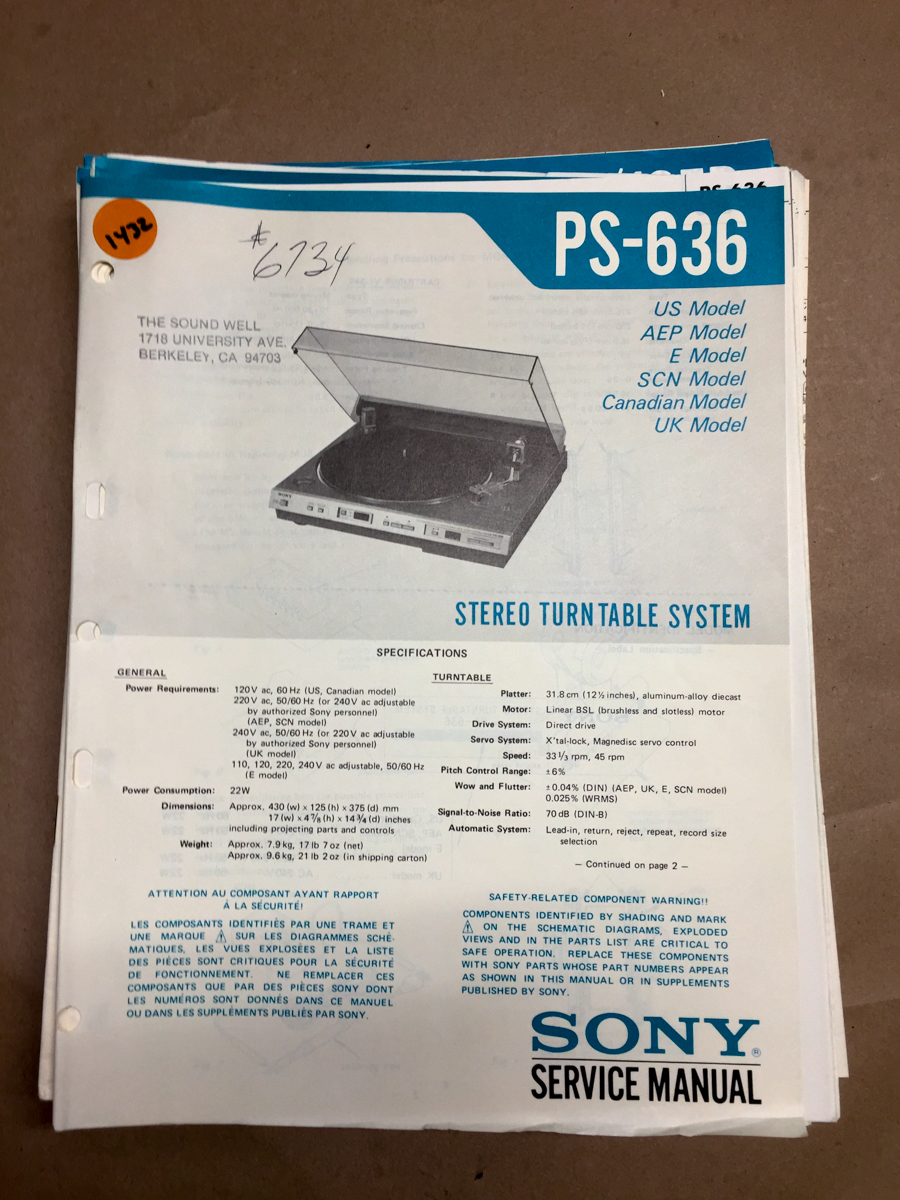 PS-636
PS-636
1432
# 6734
THE SOUND WELL
1718 UNIVERSITY AVE.
BERKELEY, CA 94703
US Model
AEP Model
E Model
SCN Model
Canadian Model
UK Model
SONY
STEREO TURNTABLE SYSTEM
SPECIFICATIONS
GENERAL
Power Requirements: 120V ac, 60 Hz (US, Canadian model)
220V ac, 50/60 Hz (or 240V ac adjustable
by authorized Sony personnel)
(AEP, SCN model)
240V ac, 50/60 Hz (or 220V ac adjustable
by authorized Sony personnel)
(UK model)
110, 120, 220, 240V ac adjustable, 50/60 Hz
(E model)
Power Consumption: 22W
Dimensions: Approx. 430 (w) x 125 (h) x 375 (d) mm
17 (w) x 4 7/8 (h) x 14 3/4 (d) inches
including projecting parts and controls
Weight: Approx. 7.9 kg, 17 lb 7 oz (net)
Approx. 9.6 kg, 21 lb 2 oz (in shipping carton)
TURNTABLE
Platter: 31.8 cm (12½ inches), aluminum-alloy diecast
Motor: Linear BSL (brushless and slotless) motor
Drive System: Direct drive
Servo System: X'tal-lock, Magnedisc servo control
Speed: 33 1/3 rpm, 45 rpm
Pitch Control Range: ±6%
Wow and Flutter: ±0.04% (DIN) (AEP, UK, E, SCN model)
0.025% (WRMS)
Signal-to-Noise Ratio: 70 dB (DIN-B)
Automatic System: Lead-in, return, reject, repeat, record size
selection
— Continued on page 2 —
ATTENTION AU COMPOSANT AYANT RAPPORT
À LA SÉCURITÉ!
LES COMPOSANTS IDENTIFIÉS PAR UNE TRAME ET
UNE MARQUE ⚠ SUR LES DIAGRAMMES SCHÉ-
MATIQUES, LES VUES EXPLOSÉES ET LA LISTE
DES PIÈCES SONT CRITIQUES POUR LA SÉCURITÉ
DE FONCTIONNEMENT. NE REMPLACER CES
COMPOSANTS QUE PAR DES PIÈCES SONY DONT
LES NUMÉROS SONT DONNÉS DANS CE MANUEL
OU DANS LES SUPPLÉMENTS PUBLIÉS PAR SONY.
SAFETY-RELATED COMPONENT WARNING!!
COMPONENTS IDENTIFIED BY SHADING AND MARK
⚠ ON THE SCHEMATIC DIAGRAMS, EXPLODED
VIEWS AND IN THE PARTS LIST ARE CRITICAL TO
SAFE OPERATION. REPLACE THESE COMPONENTS
WITH SONY PARTS WHOSE PART NUMBERS APPEAR
AS SHOWN IN THIS MANUAL OR IN SUPPLEMENTS
PUBLISHED BY SONY.
SONY®
SERVICE MANUAL